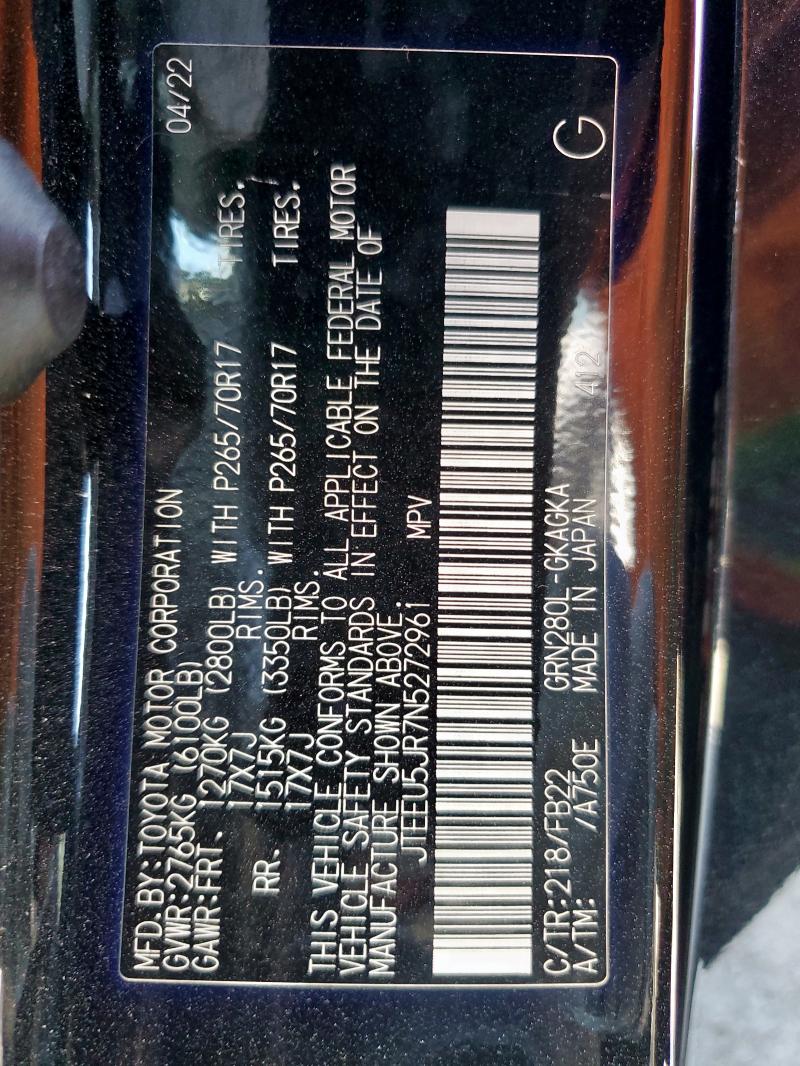 MFD.BY:TOYOTA MOTOR CORPORATION 04/22
GVWR:2765KG (6100LB)
GAWR:FRT. 1270KG (2800LB) WITH P265/70R17 TIRES,
17X7J RIMS.
RR. 1515KG (3350LB) WITH P265/70R17 TIRES,
17X7J RIMS.
THIS VEHICLE CONFORMS TO ALL APPLICABLE FEDERAL MOTOR
VEHICLE SAFETY STANDARDS IN EFFECT ON THE DATE OF
MANUFACTURE SHOWN ABOVE.
JTEEU5JR7N5272961 MPV
C/TR:218/FB22 GRN280L-GKAGKA G
A/TM: /A750E MADE IN JAPAN 412